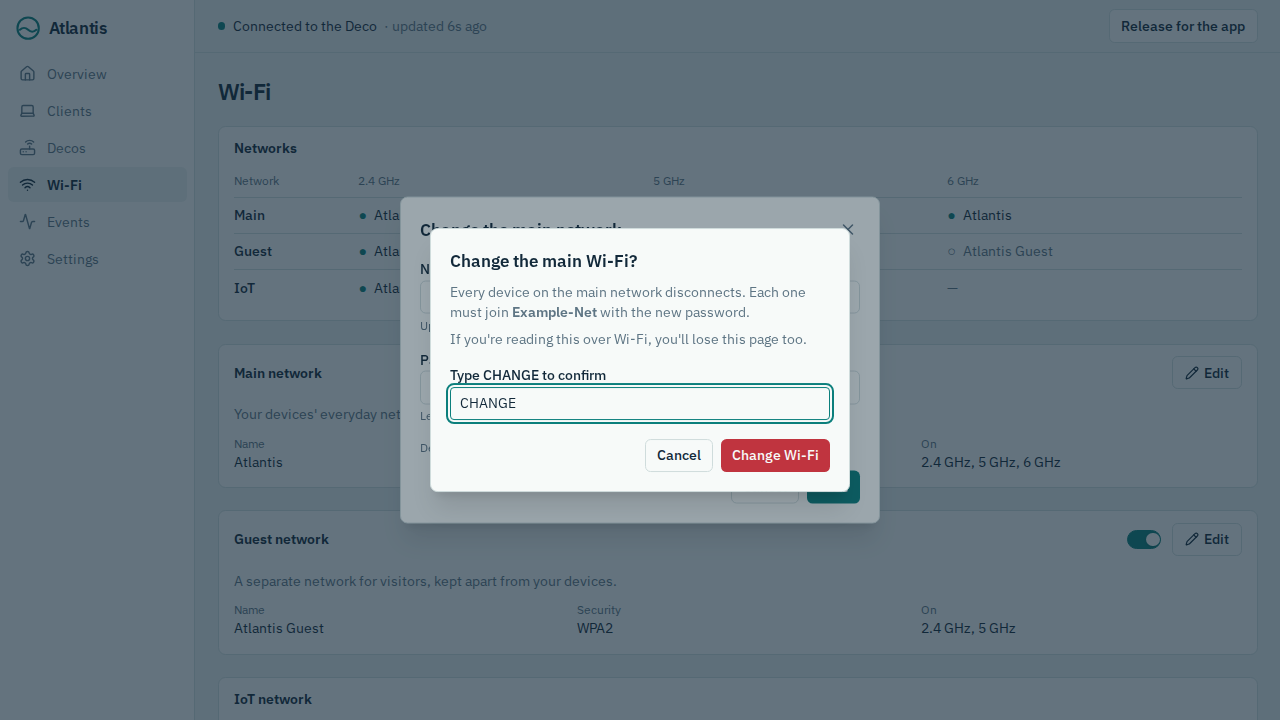 Atlantis
Connected to the Deco · updated 6s ago
Release for the app
Overview
Clients
Decos
Wi-Fi
Events
Settings
Wi-Fi
Networks
Network 2.4 GHz 5 GHz 6 GHz
Main Atlantis
Guest Atlantis Guest
IoT —
Change the main network
Change the main Wi-Fi?
Every device on the main network disconnects. Each one
must join Example-Net with the new password.
If you're reading this over Wi-Fi, you'll lose this page too.
Type CHANGE to confirm
CHANGE
Cancel Change Wi-Fi
Main network Edit
Your devices' everyday
Name On
Atlantis 2.4 GHz, 5 GHz, 6 GHz
Guest network Edit
A separate network for visitors, kept apart from your devices.
Name Security On
Atlantis Guest WPA2 2.4 GHz, 5 GHz
IoT network